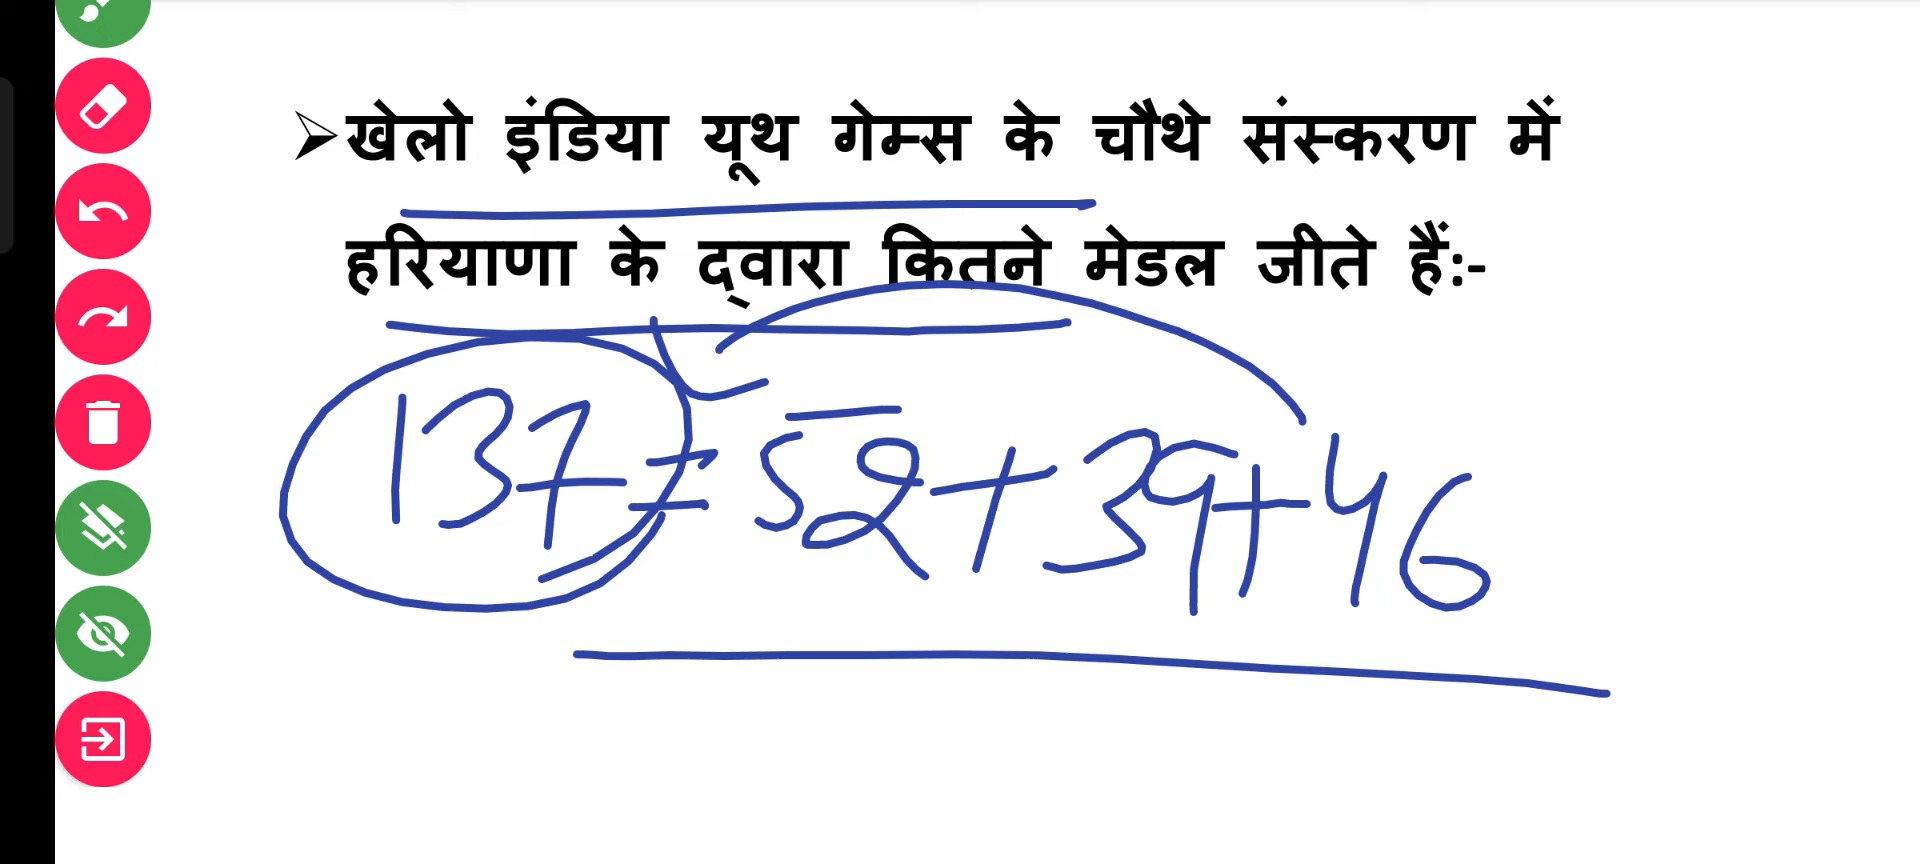 ➢खेलो इंडिया यूथ गेम्स के चौथे संस्करण में
हरियाणा के द्वारा कितने मेडल जीते हैं:-
137 = 52+39+46